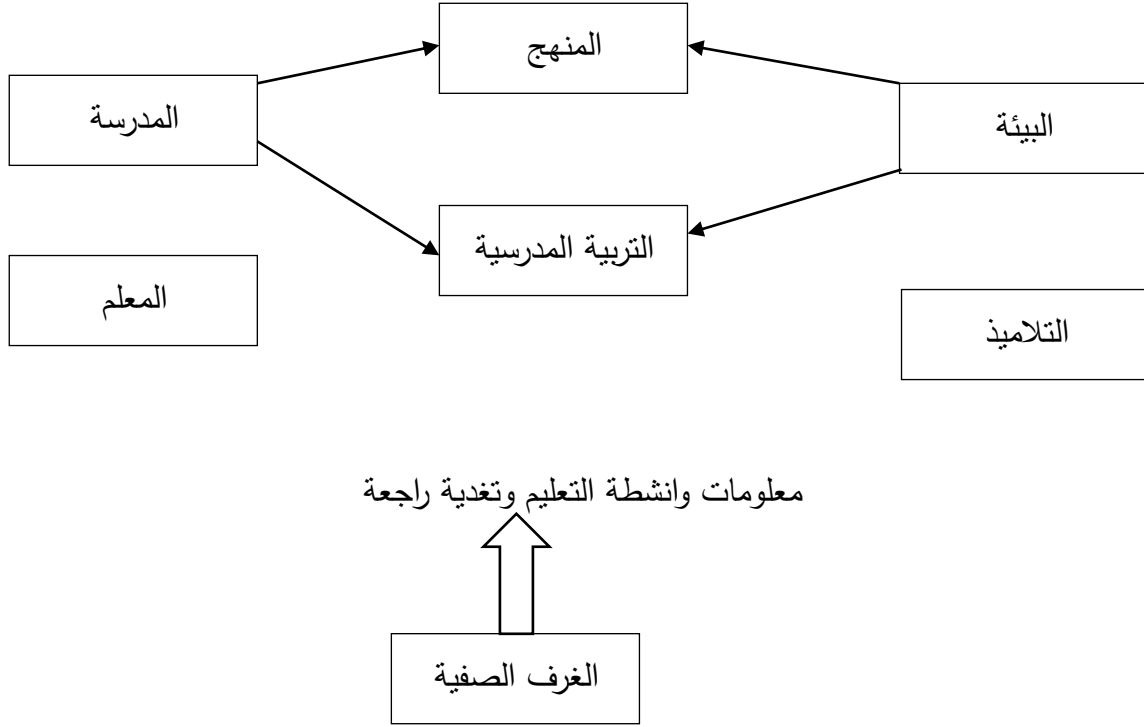 المنهج
البيئة
المدرسة
التربية المدرسية
المعلم
التلاميذ
معلومات وانشطة التعليم وتغدية راجعة
الغرف الصفية